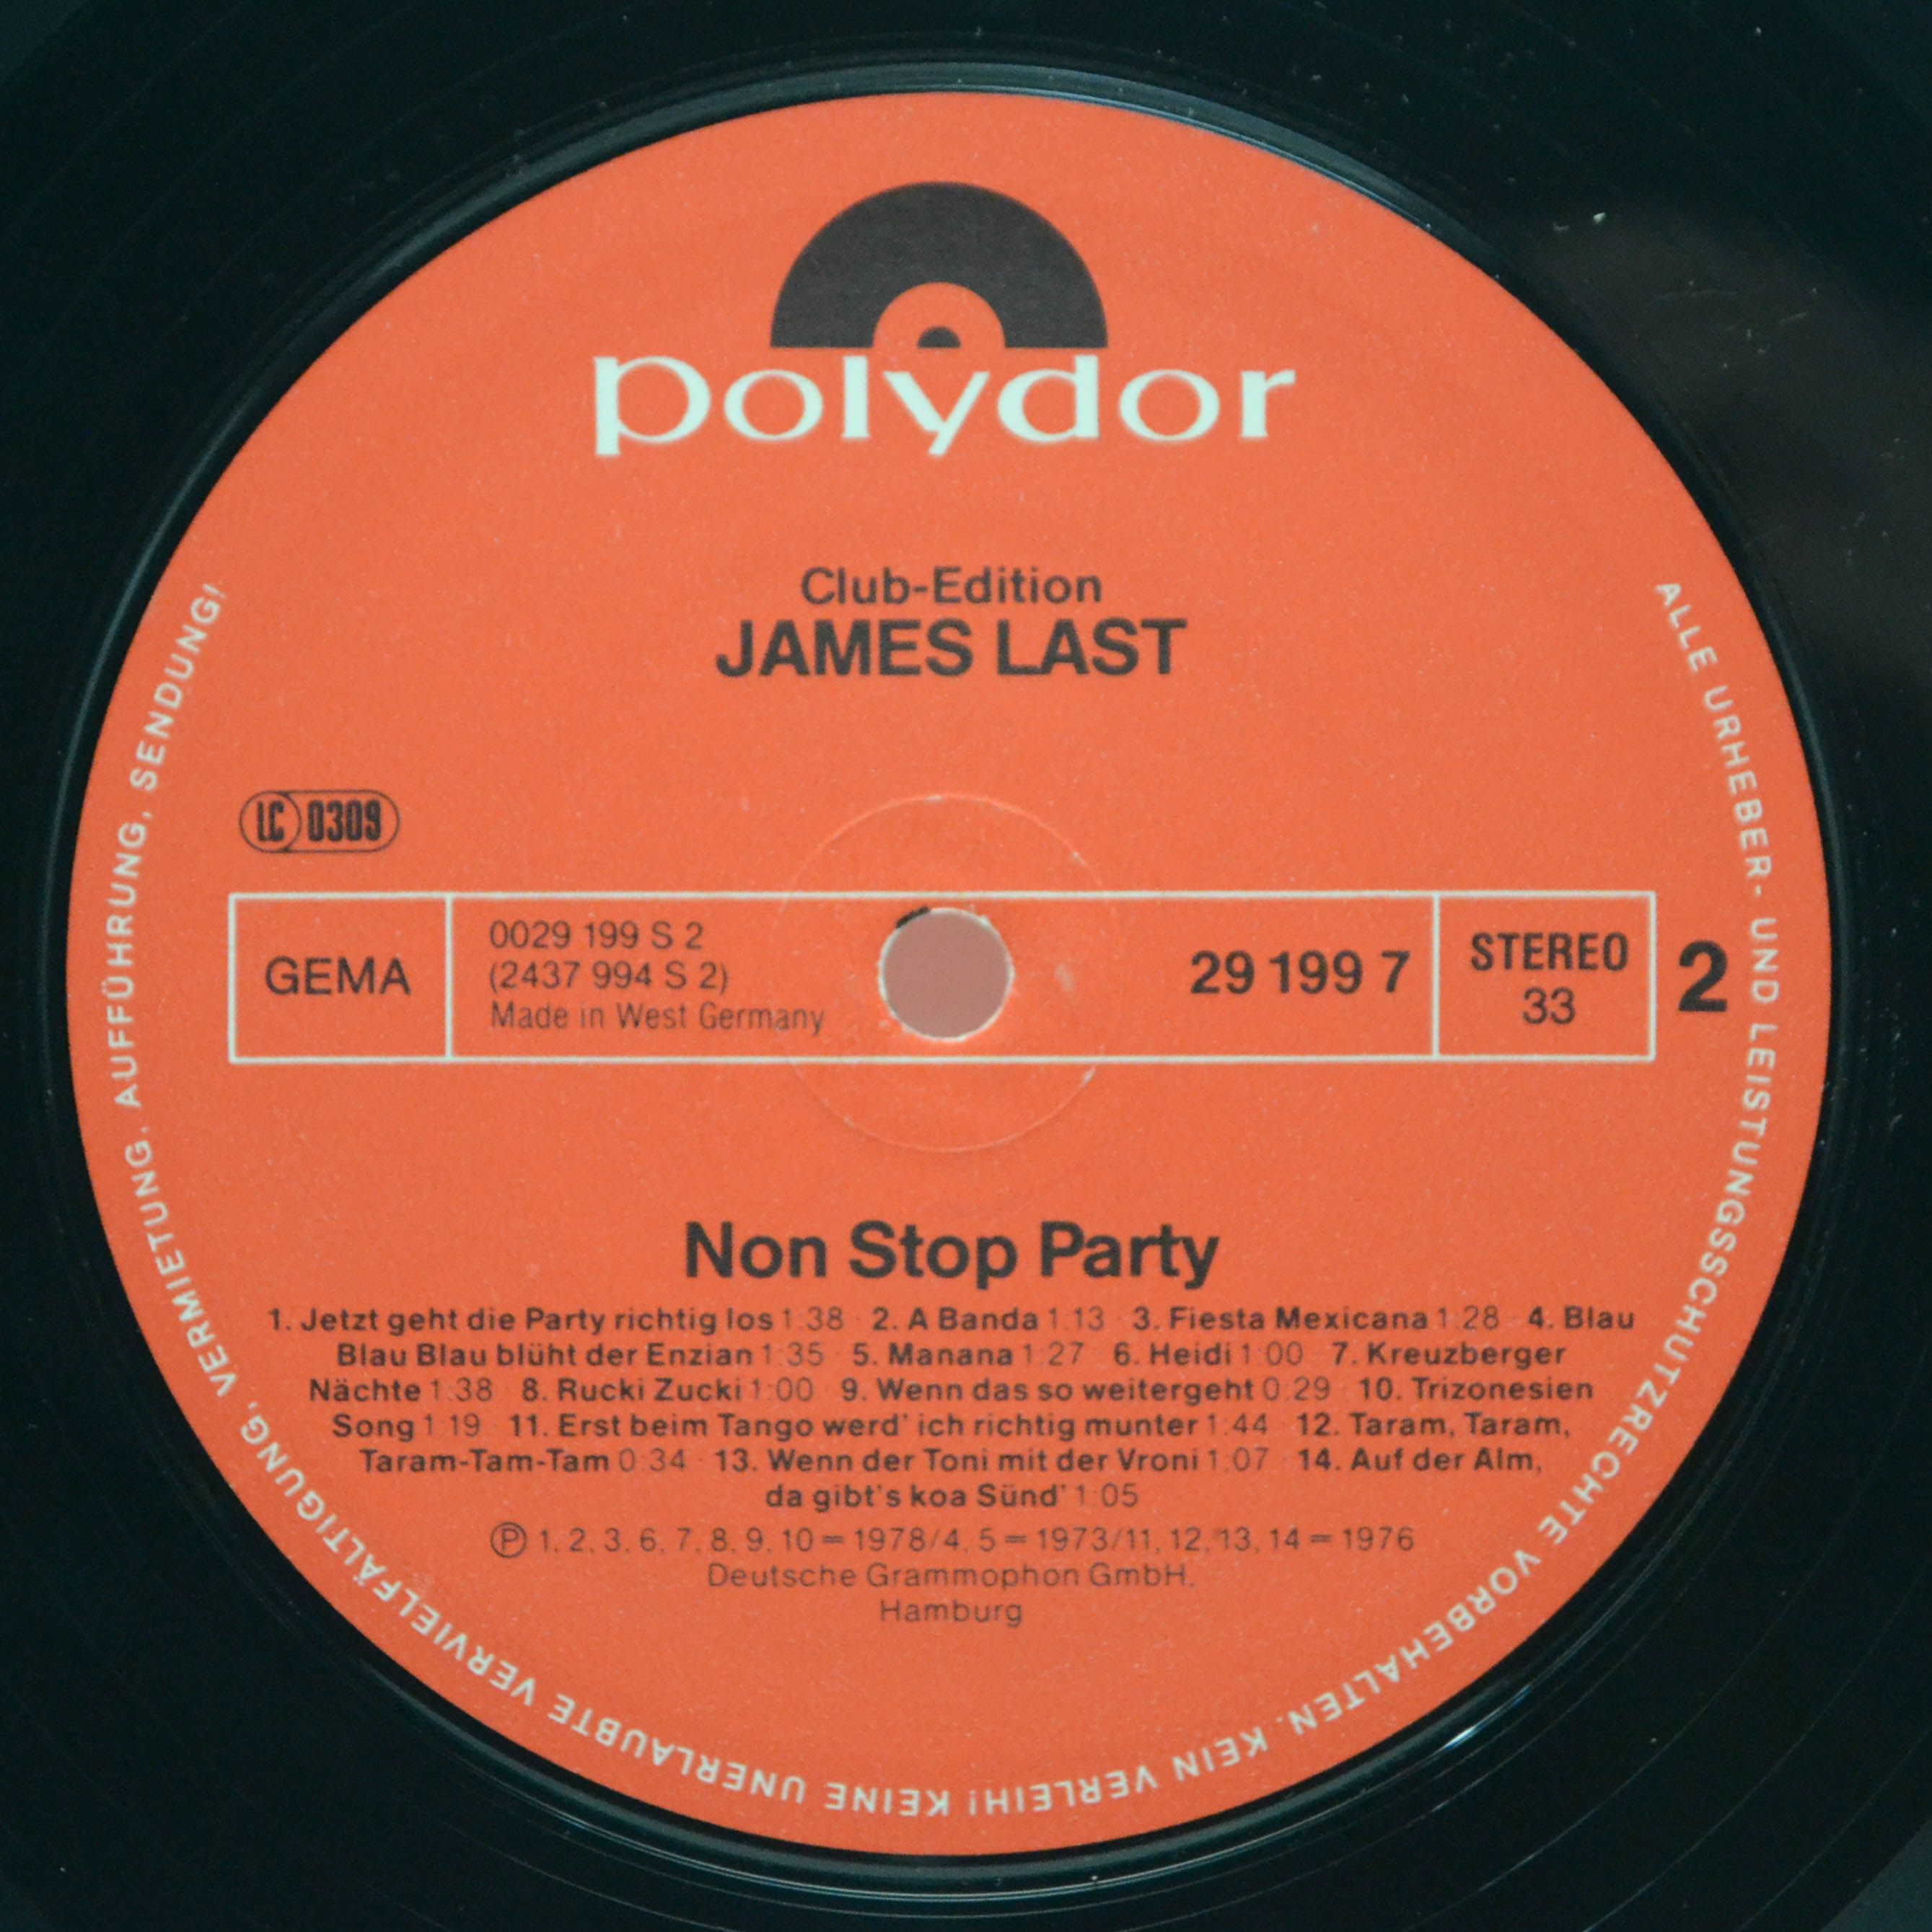 polydor
Club-Edition
JAMES LAST
LC 0309
GEMA
0029 199 S 2
(2437 994 S 2)
Made in West Germany
29 199 7
STEREO
33
2
Non Stop Party
1. Jetzt geht die Party richtig los 1:38 · 2. A Banda 1:13 · 3. Fiesta Mexicana 1:28 · 4. Blau
Blau Blau blüht der Enzian 1:35 · 5. Manana 1:27 · 6. Heidi 1:00 · 7. Kreuzberger
Nächte 1:38 · 8. Rucki Zucki 1:00 · 9. Wenn das so weitergeht 0:29 · 10. Trizonesien
Song 1:19 · 11. Erst beim Tango werd' ich richtig munter 1:44 · 12. Taram, Taram,
Taram-Tam-Tam 0:34 · 13. Wenn der Toni mit der Vroni 1:07 · 14. Auf der Alm,
da gibt's koa Sünd' 1:05
Ⓟ 1, 2, 3, 6, 7, 8, 9, 10 = 1978/4, 5 = 1973/11, 12, 13, 14 = 1976
Deutsche Grammophon GmbH,
Hamburg
ALLE URHEBER- UND LEISTUNGSSCHUTZRECHTE VORBEHALTEN. KEIN VERLEIH! KEINE UNERLAUBTE VERVIELFÄLTIGUNG, VERMIETUNG, AUFFÜHRUNG, SENDUNG!